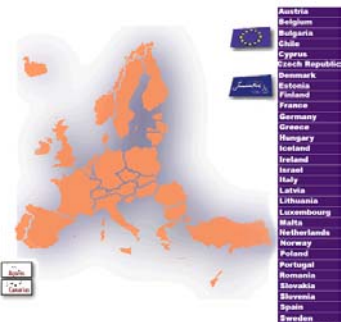 Austria
Belgium
Bulgaria
Chile
Cyprus
Czech Republic
Denmark
Estonia
Finland
France
Germany
Greece
Hungary
Iceland
Ireland
Israel
Italy
Latvia
Lithuania
Luxembourg
Malta
Netherlands
Norway
Poland
Portugal
Romania
Slovakia
Slovenia
Spain
Sweden
Canarias